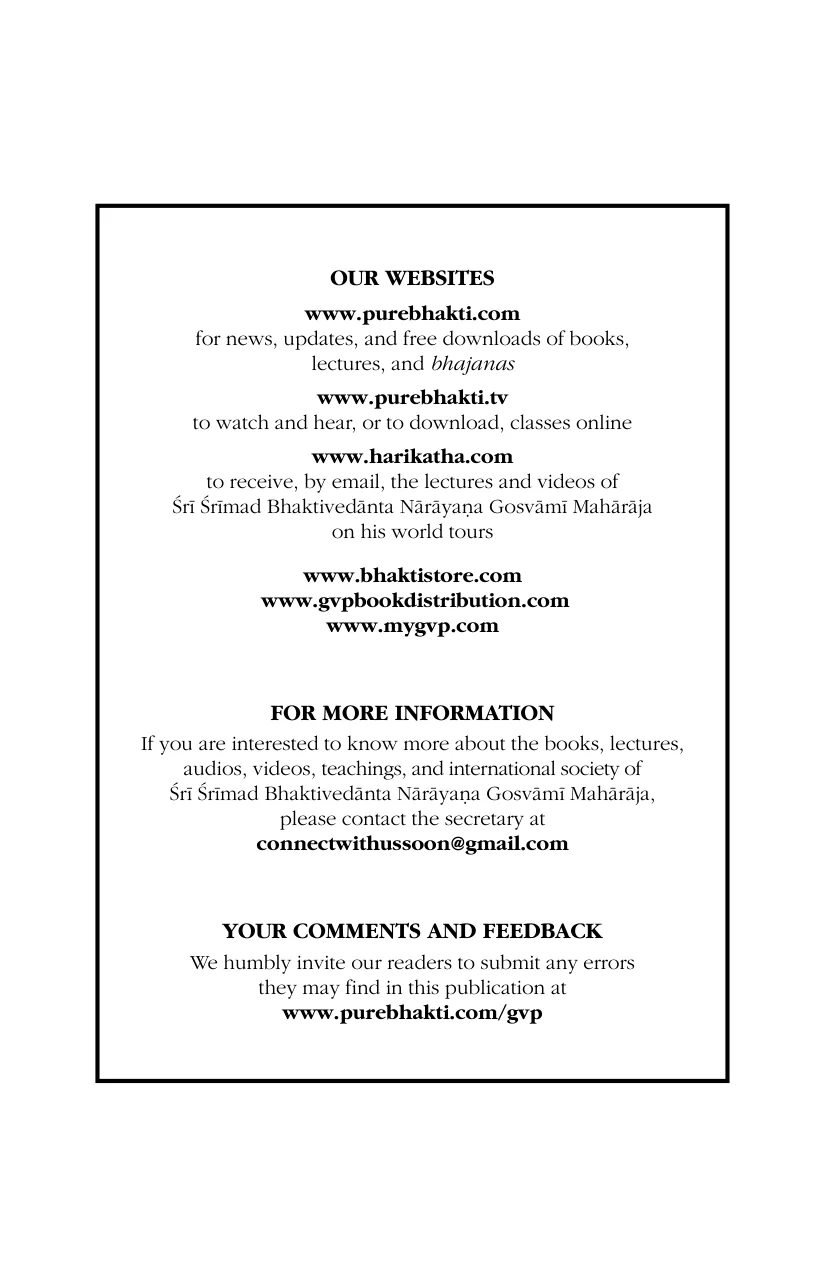 OUR WEBSITES
www.purebhakti.com
for news, updates, and free downloads of books,
lectures, and bhajanas
www.purebhakti.tv
to watch and hear, or to download, classes online
www.harikatha.com
to receive, by email, the lectures and videos of
Śrī Śrīmad Bhaktivedānta Nārāyaṇa Gosvāmī Mahārāja
on his world tours
www.bhaktistore.com
www.gvpbookdistribution.com
www.mygvp.com
FOR MORE INFORMATION
If you are interested to know more about the books, lectures,
audios, videos, teachings, and international society of
Śrī Śrīmad Bhaktivedānta Nārāyaṇa Gosvāmī Mahārāja,
please contact the secretary at
connectwithussoon@gmail.com
YOUR COMMENTS AND FEEDBACK
We humbly invite our readers to submit any errors
they may find in this publication at
www.purebhakti.com/gvp